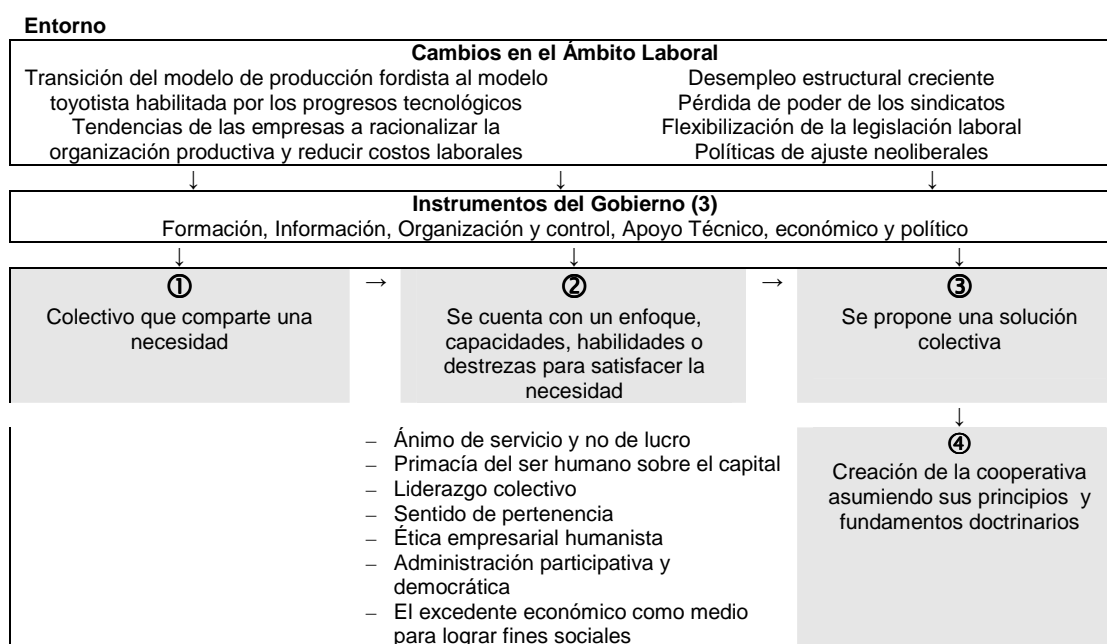 Entorno
Cambios en el Ámbito Laboral
Transición del modelo de producción fordista al modelo
toyotista habilitada por los progresos tecnológicos
Tendencias de las empresas a racionalizar la
organización productiva y reducir costos laborales
Desempleo estructural creciente
Pérdida de poder de los sindicatos
Flexibilización de la legislación laboral
Políticas de ajuste neoliberales
↓ ↓ ↓
Instrumentos del Gobierno (3)
Formación, Información, Organización y control, Apoyo Técnico, económico y político
↓ ↓ ↓
①
Colectivo que comparte una
necesidad
→
②
Se cuenta con un enfoque,
capacidades, habilidades o
destrezas para satisfacer la
necesidad
→
③
Se propone una solución
colectiva
↓
– Ánimo de servicio y no de lucro
– Primacía del ser humano sobre el capital
– Liderazgo colectivo
– Sentido de pertenencia
– Ética empresarial humanista
– Administración participativa y
democrática
– El excedente económico como medio
para lograr fines sociales
④
Creación de la cooperativa
asumiendo sus principios y
fundamentos doctrinarios